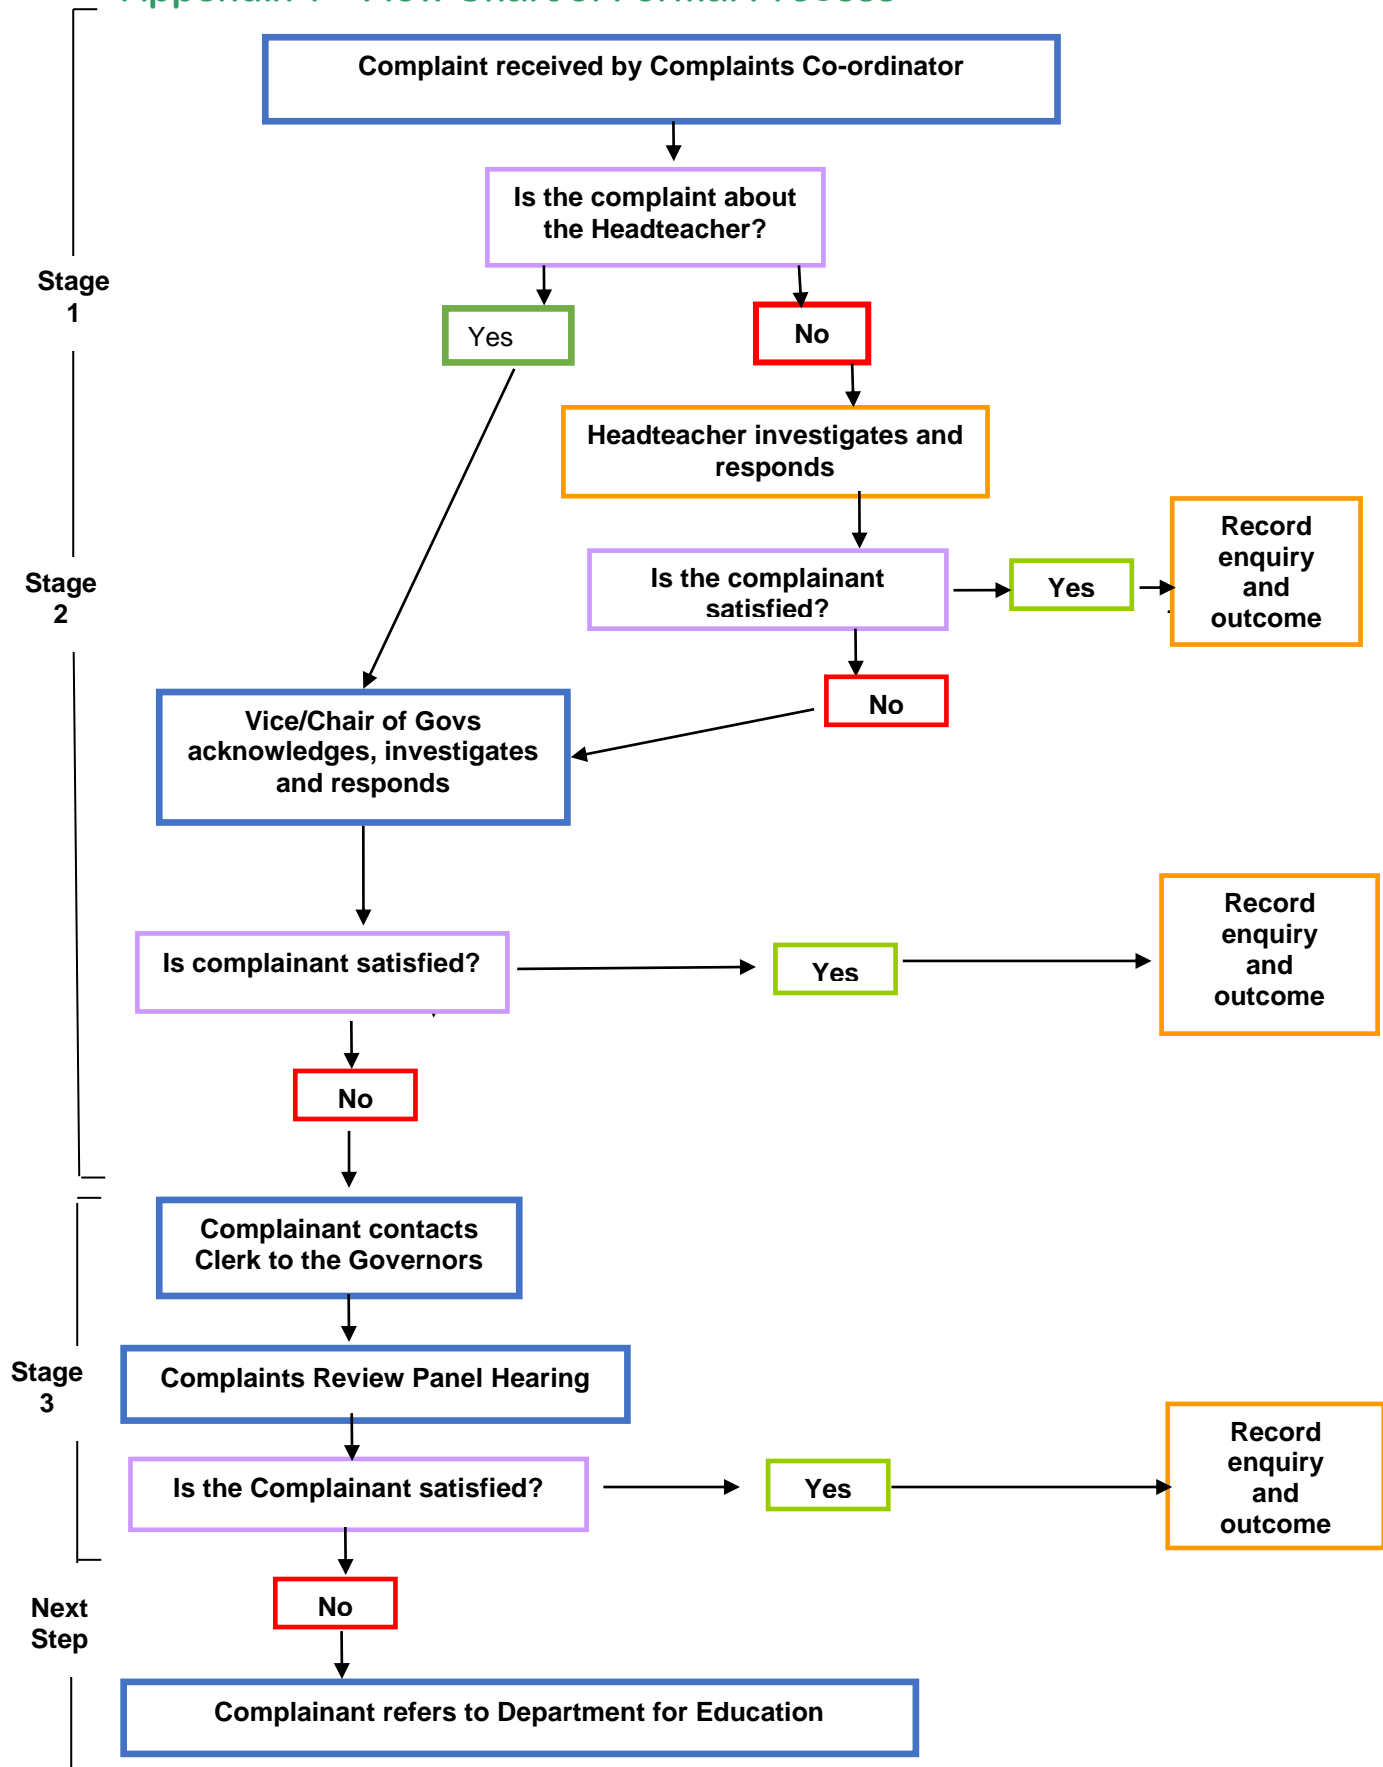 Complaint received by Complaints Co-ordinator
Is the complaint about
the Headteacher?
Stage
1
Yes
No
Headteacher investigates and
responds
Stage
2
Is the complainant
satisfied?
Yes
Record
enquiry
and
outcome
No
Vice/Chair of Govs
acknowledges, investigates
and responds
Is complainant satisfied?
Yes
Record
enquiry
and
outcome
No
Complainant contacts
Clerk to the Governors
Stage
3
Complaints Review Panel Hearing
Is the Complainant satisfied?
Yes
Record
enquiry
and
outcome
No
Next
Step
Complainant refers to Department for Education